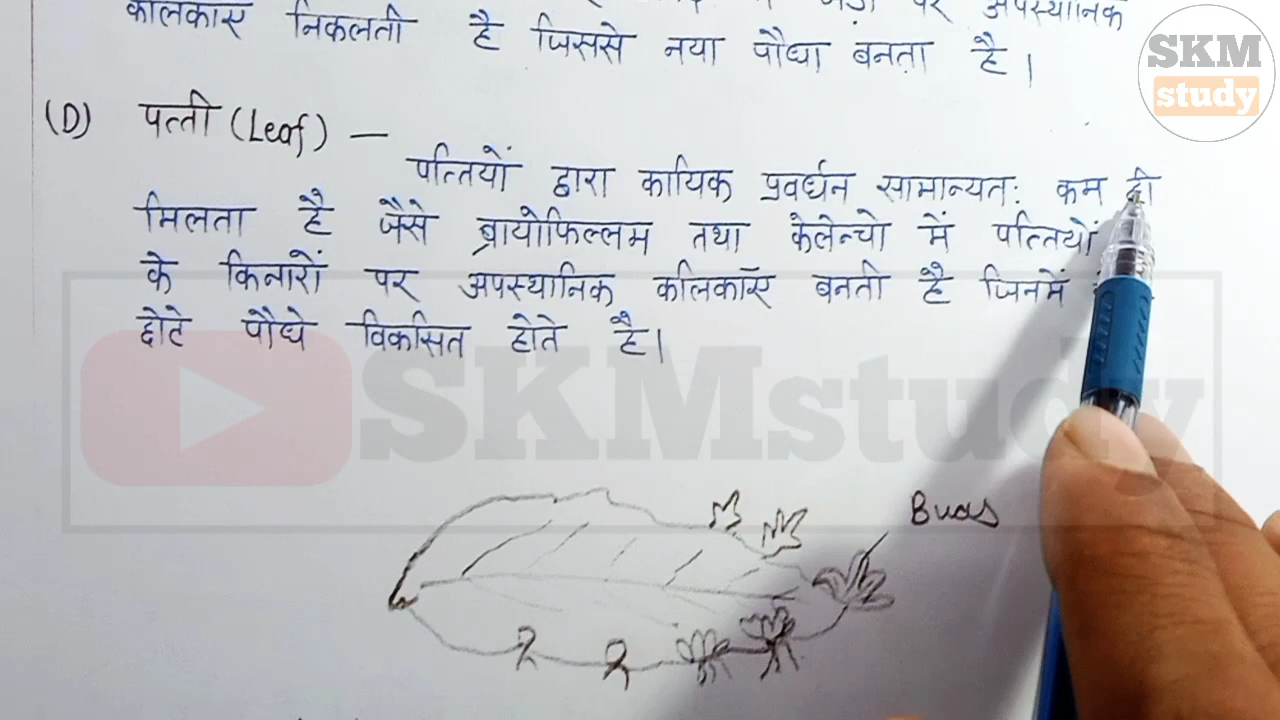 कलिकाए निकलती है जिससे नया पौधा बनता है।
(D) पत्ती (Leaf) —
पत्तियों द्वारा कायिक प्रवर्धन सामान्यत: कम ही
मिलता है जैसे ब्रायोफिल्लम तथा केलेन्चो में पत्तियों
के किनारों पर अपस्थानिक कलिकाॅए बनती है जिनमें
छोटे पौधे विकसित होते है।
Buds
SKM
study
SKMstudy